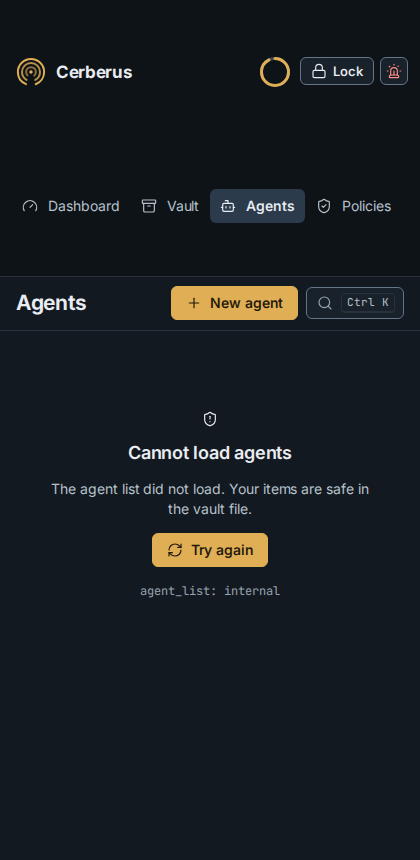 Cerberus
Lock
Dashboard
Vault
Agents
Policies
Agents
New agent
Ctrl K
Cannot load agents
The agent list did not load. Your items are safe in
the vault file.
Try again
agent_list: internal